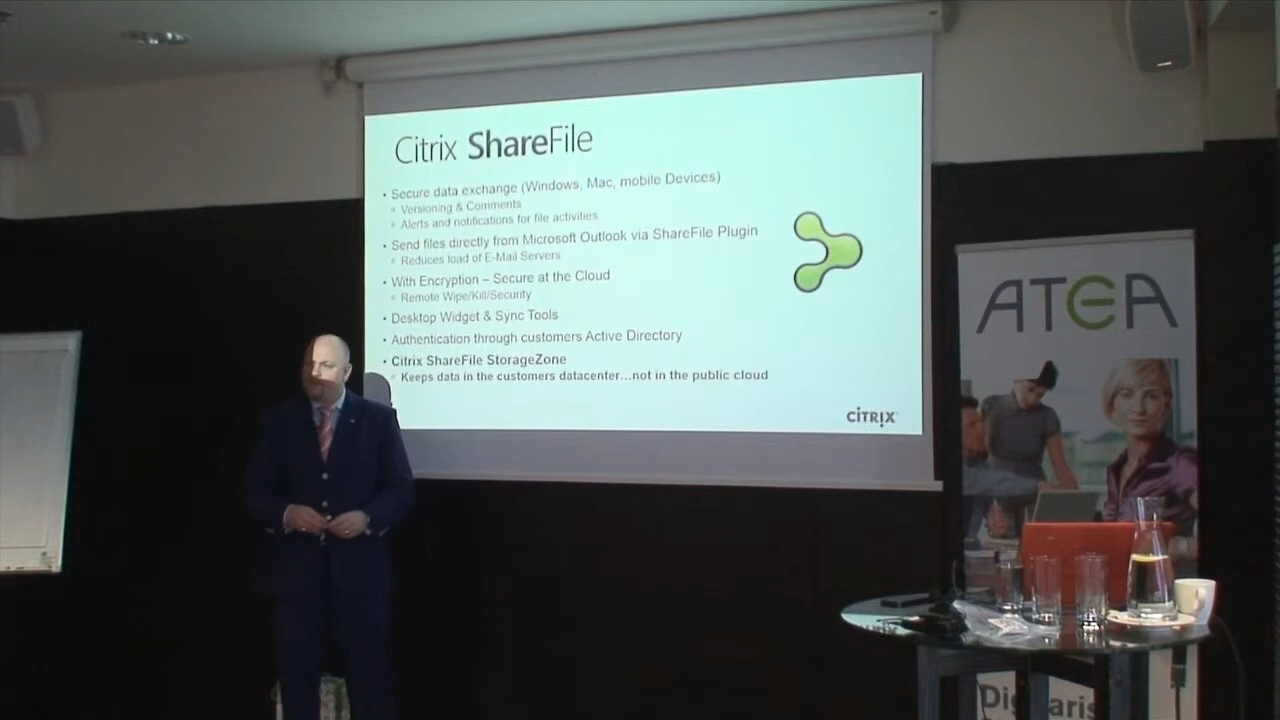 Citrix ShareFile
• Secure data exchange (Windows, Mac, mobile Devices)
Versioning & Comments
Alerts and notifications for file activities
• Send files directly from Microsoft Outlook via ShareFile Plugin
Reduces load of E-Mail Servers
• With Encryption – Secure at the Cloud
Remote Wipe/Kill/Security
• Desktop Widget & Sync Tools
• Authentication through customers Active Directory
• Citrix ShareFile StorageZone
Keeps data in the customers datacenter...not in the public cloud
CITRIX
ATEA